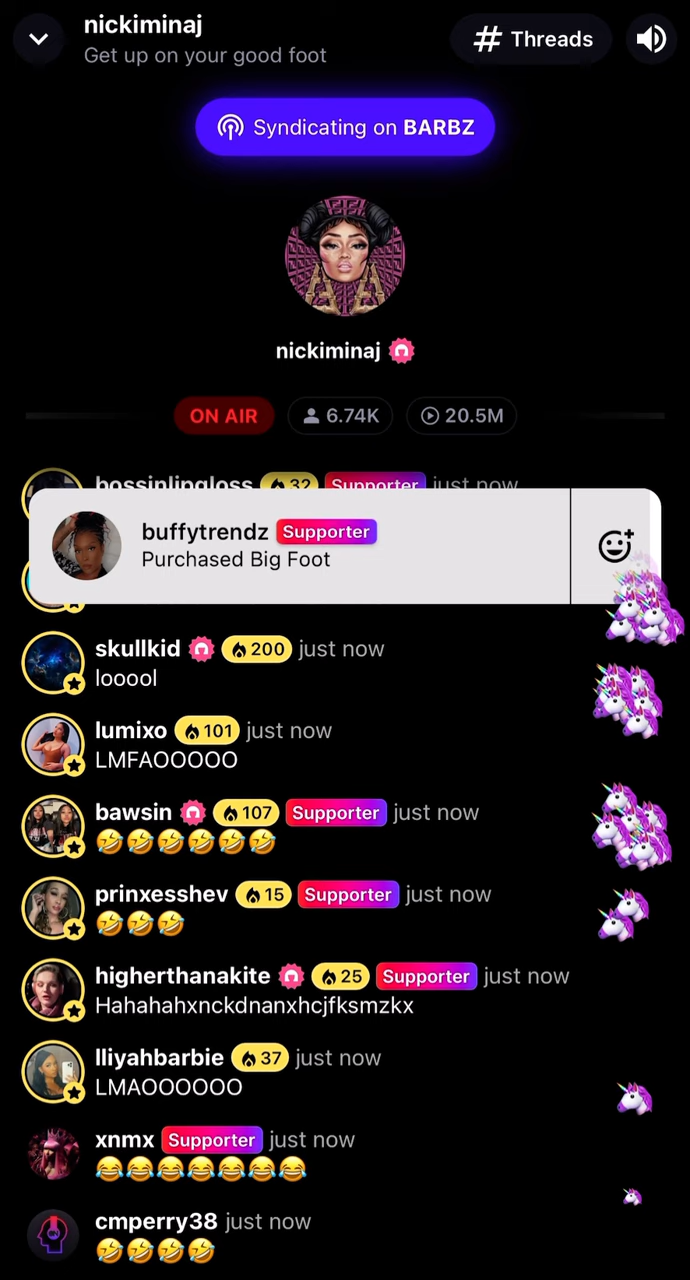 nickiminaj
Get up on your good foot
# Threads
Syndicating on BARBZ
nickiminaj
ON AIR
6.74K
20.5M
bossinlipgloss 32 Supporter just now
buffytrendz Supporter
Purchased Big Foot
skullkid 200 just now
looool
lumixo 101 just now
LMFAOOOOO
bawsin 107 Supporter just now
🤣🤣🤣🤣🤣🤣
prinxesshev 15 Supporter just now
🤣🤣🤣
higherthanakite 25 Supporter just now
Hahahahxnckdnanxhcjfksmzkx
lliyahbarbie 37 just now
LMAOOOOOO
xnmx Supporter just now
😂😂😂😂😂😂😂
cmperry38 just now
🤣🤣🤣🤣